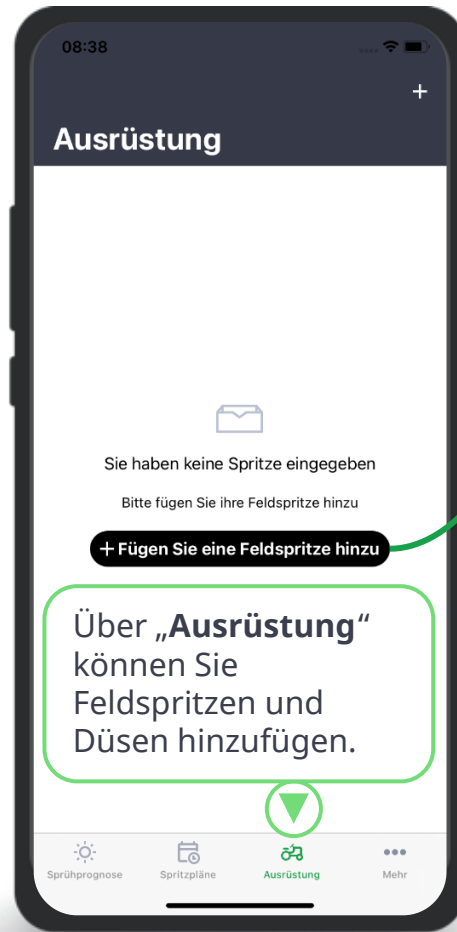 08:38
+
Ausrüstung
Sie haben keine Spritze eingegeben
Bitte fügen Sie ihre Feldspritze hinzu
+ Fügen Sie eine Feldspritze hinzu
Über „Ausrüstung“
können Sie
Feldspritzen und
Düsen hinzufügen.
Sprühprognose Spritzpläne Ausrüstung Mehr